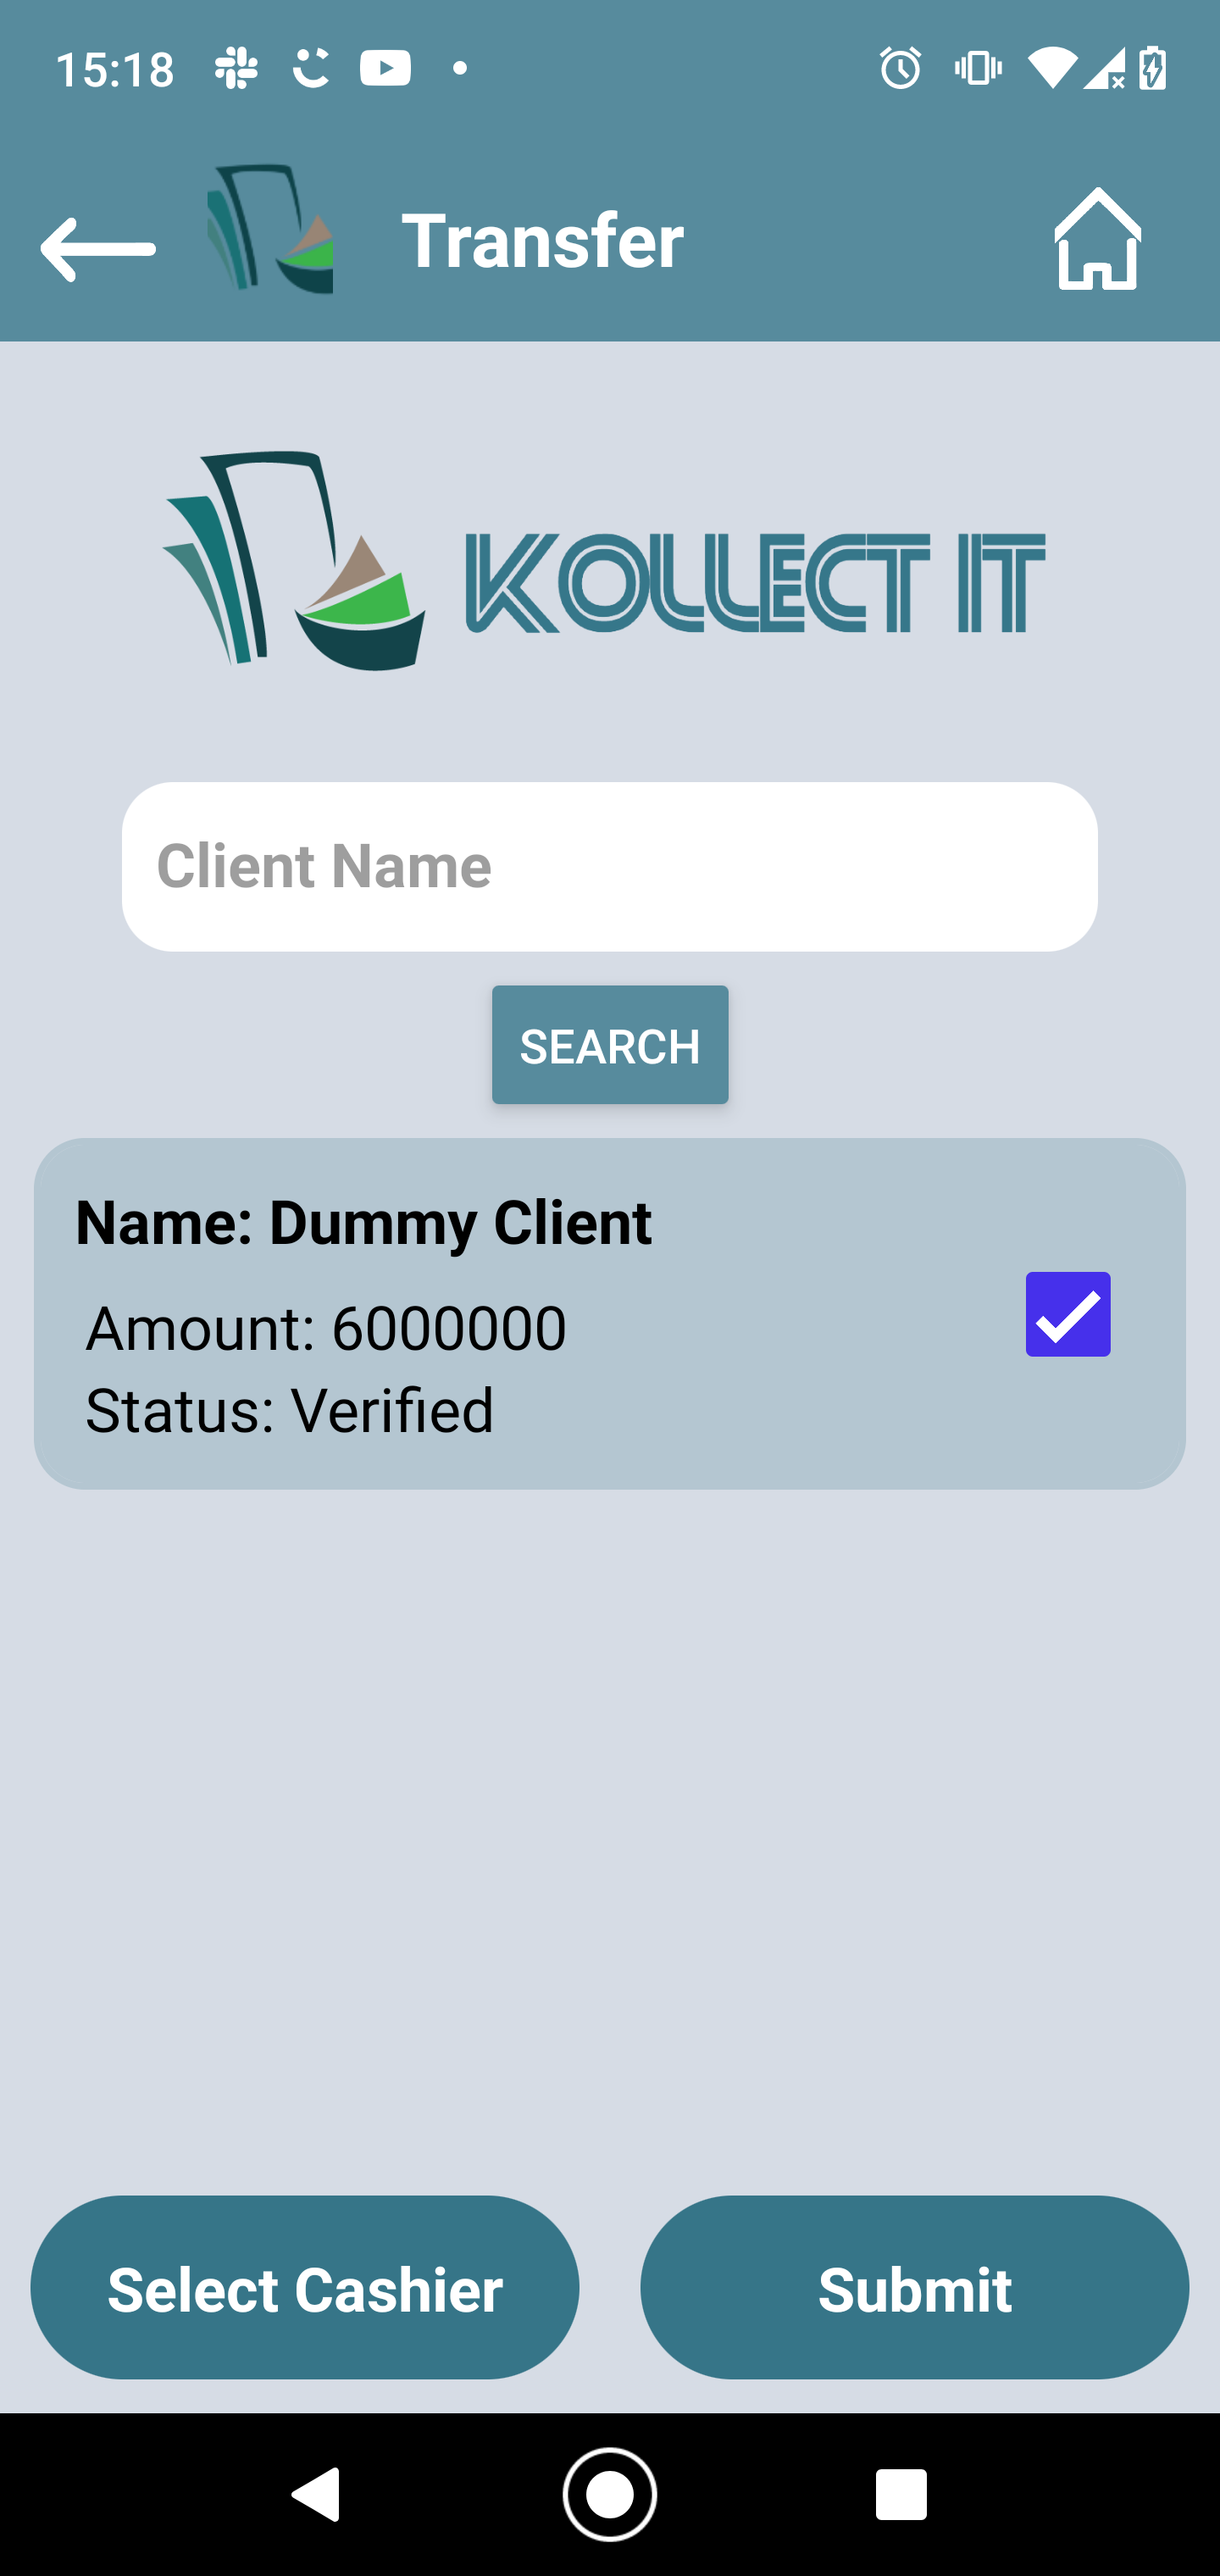 15:18
Transfer
KOLLECT IT
Client Name
SEARCH
Name: Dummy Client
Amount: 6000000
Status: Verified
Select Cashier
Submit